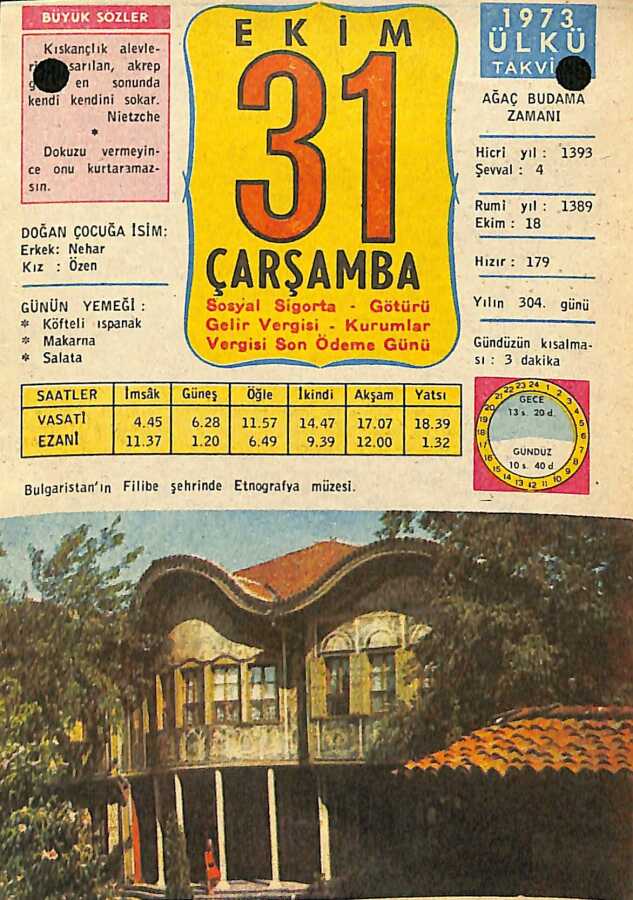 BÜYÜK SÖZLER
Kıskançlık alevle-
sarılan, akrep
en sonunda
kendi kendini sokar.
Nietzche
*
Dokuzu vermeyin-
ce onu kurtaramaz-
sın.
DOĞAN ÇOCUĞA İSİM:
Erkek: Nehar
Kız : Özen
GÜNÜN YEMEĞİ :
* Köfteli ıspanak
* Makarna
* Salata
EKİM
31
ÇARŞAMBA
Sosyal Sigorta - Götürü
Gelir Vergisi - Kurumlar
Vergisi Son Ödeme Günü
1973
ÜLKÜ
TAKVİ
AĞAÇ BUDAMA
ZAMANI
Hicri yıl : 1393
Şevval : 4
Rumi yıl : 1389
Ekim : 18
Hızır : 179
Yılın 304. günü
Gündüzün kısalma-
sı : 3 dakika
SAATLER İmsâk Güneş Öğle İkindi Akşam Yatsı
VASATİ 4.45 6.28 11.57 14.47 17.07 18.39
EZANİ 11.37 1.20 6.49 9.39 12.00 1.32
GECE
13 s. 20 d.
GÜNDÜZ
10 s. 40 d
Bulgaristan'ın Filibe şehrinde Etnografya müzesi.